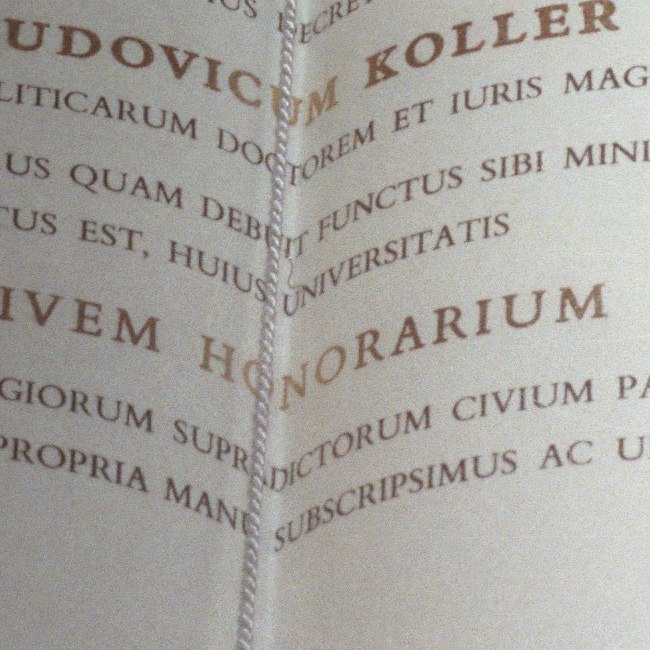 UDOVICUM KOLLER
LITICARUM DOCTOREM ET IURIS MAG
US QUAM DEBUIT FUNCTUS SIBI MINI
TUS EST, HUIUS UNIVERSITATIS
IVEM HONORARIUM
GIORUM SUPRADICTORUM CIVIUM PA
PROPRIA MANU SUBSCRIPSIMUS AC